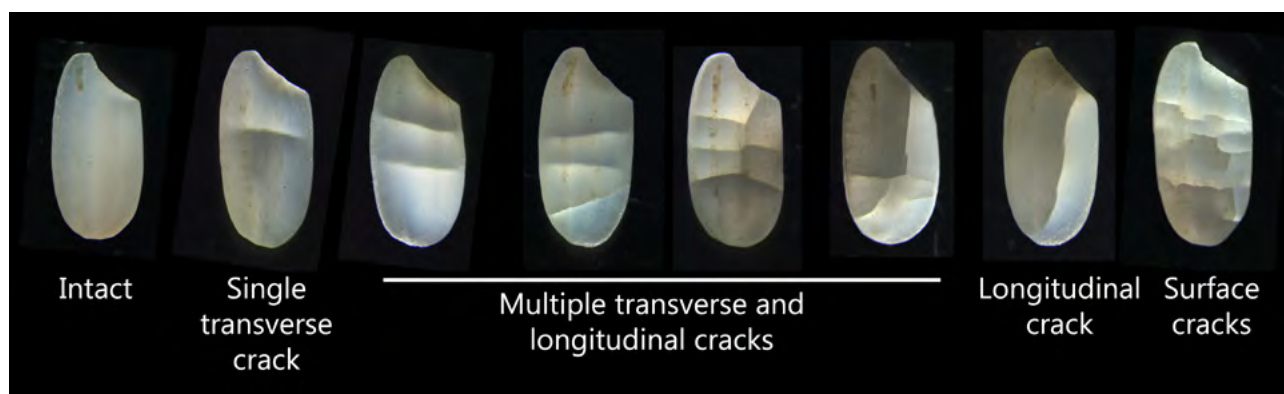 Intact
Single
transverse
crack
Multiple transverse and
longitudinal cracks
Longitudinal
crack
Surface
cracks